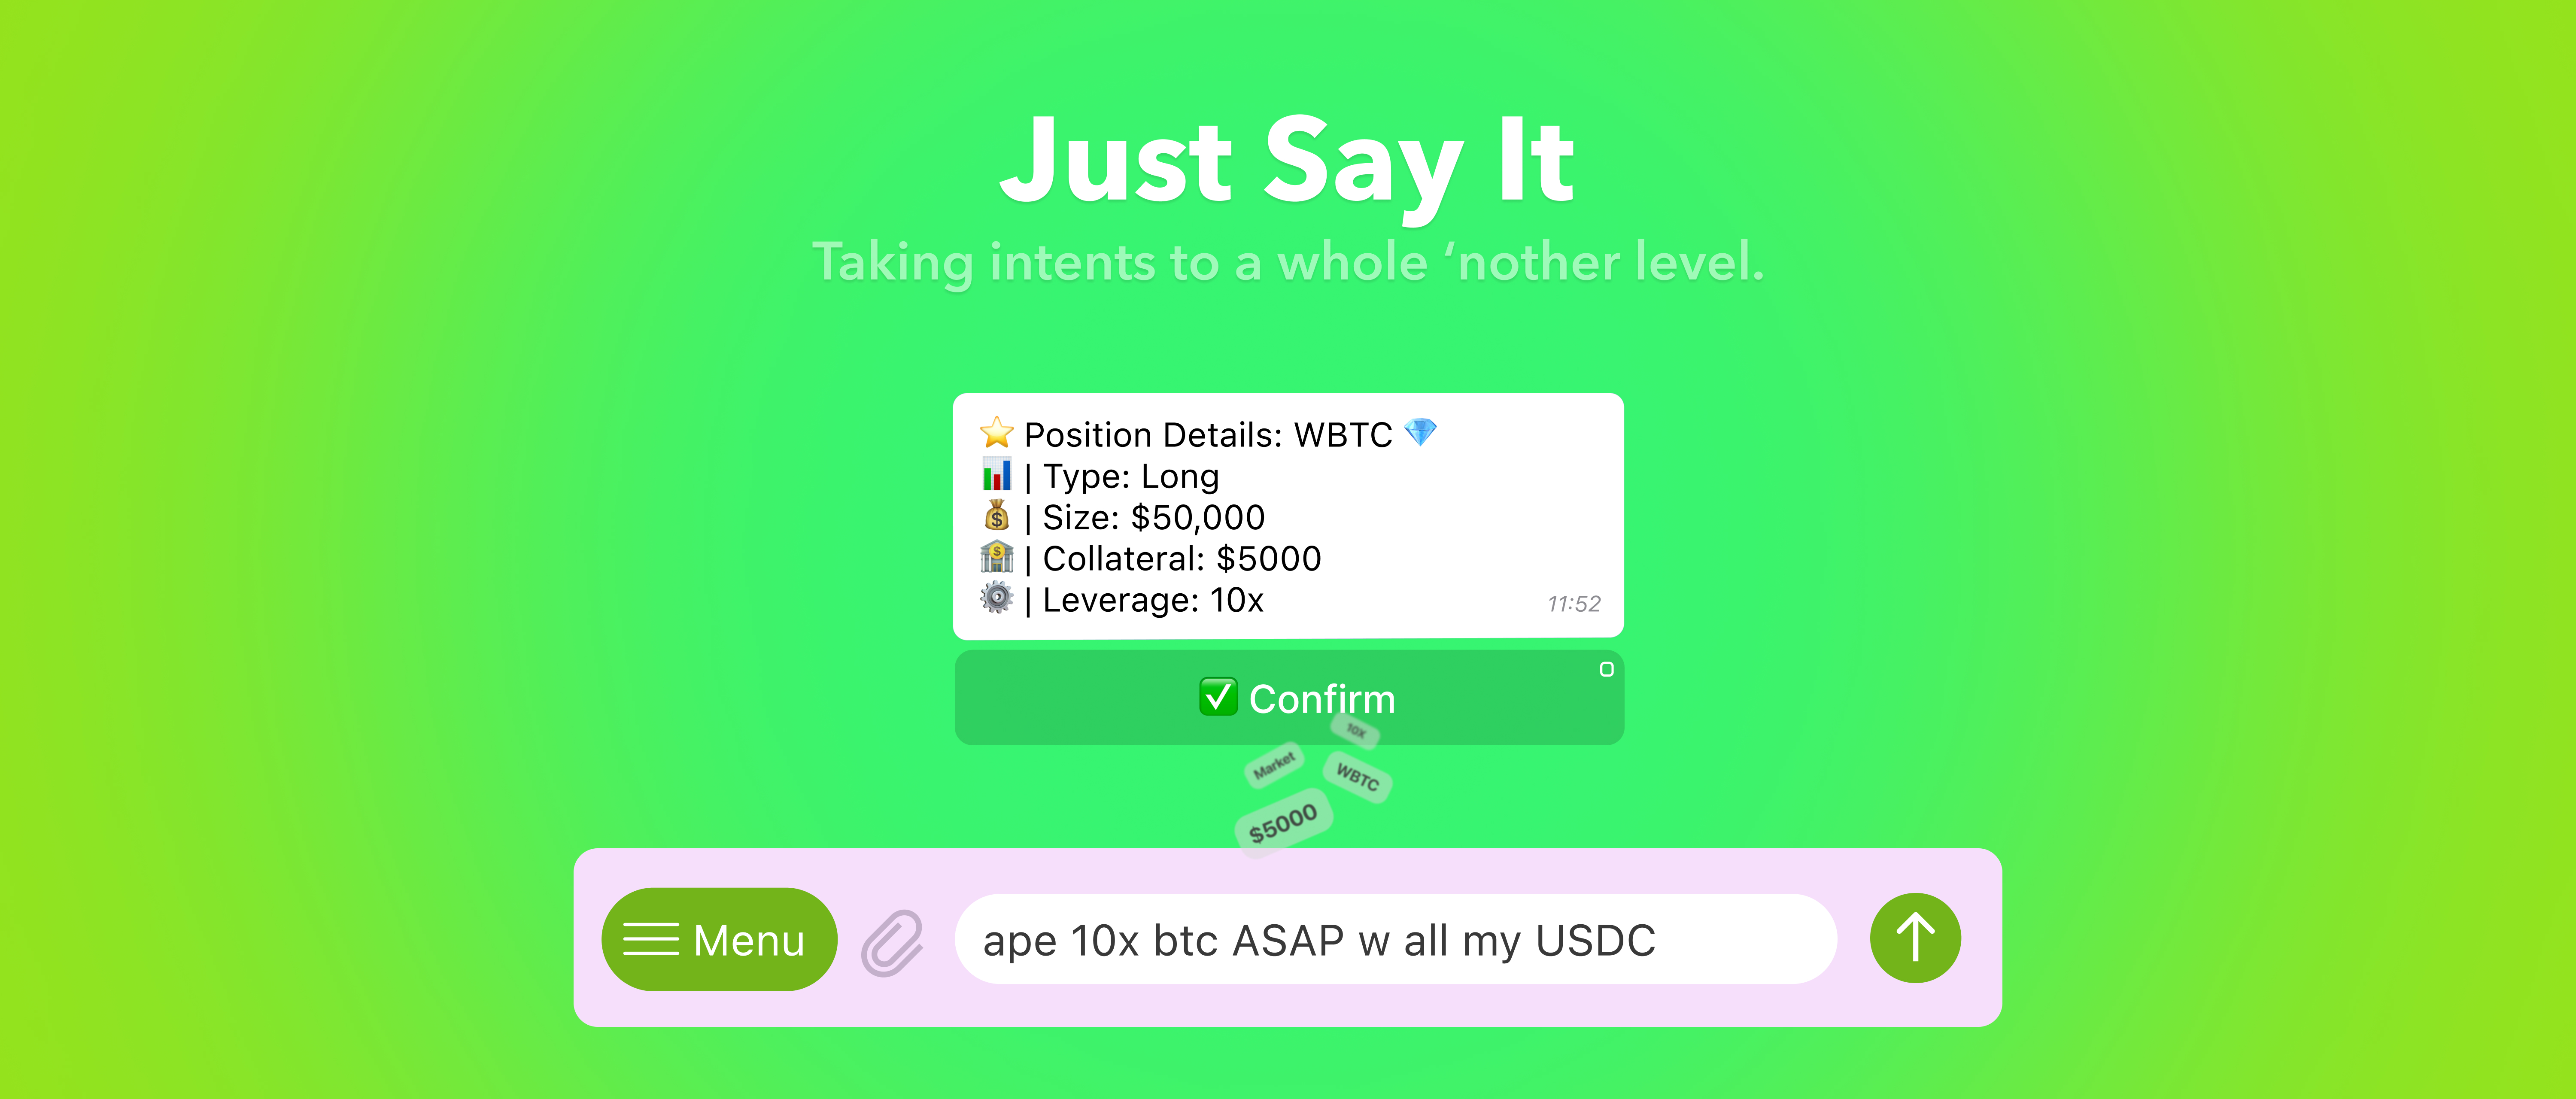 Just Say It
Taking intents to a whole ‘nother level.
⭐ Position Details: WBTC 💎
📊 | Type: Long
💰 | Size: $50,000
🏦 | Collateral: $5000
⚙️ | Leverage: 10x
11:52
✅ Confirm
10X
Market
WBTC
$5000
Menu
ape 10x btc ASAP w all my USDC